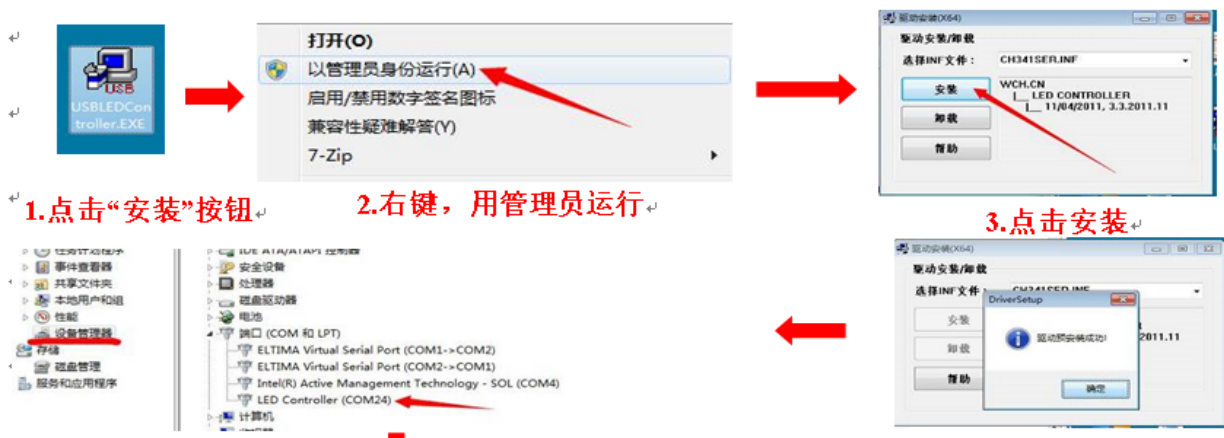 USBLEDCon
troller.EXE
打开(O)
以管理员身份运行(A)
启用/禁用数字签名图标
兼容性疑难解答(Y)
7-Zip
驱动安装(X64)
驱动安装/卸载
选择INF文件：
CH341SER.INF
安装
卸载
帮助
WCH.CN
|__ LED CONTROLLER
|__ 11/04/2011, 3.3.2011.11
1.点击“安装”按钮
2.右键，用管理员运行
3.点击安装
任务计划程序
事件查看器
共享文件夹
本地用户和组
性能
设备管理器
存储
磁盘管理
服务和应用程序
IDE ATA/ATAPI 控制器
安全设备
处理器
磁盘驱动器
电池
端口 (COM 和 LPT)
ELTIMA Virtual Serial Port (COM1->COM2)
ELTIMA Virtual Serial Port (COM2->COM1)
Intel(R) Active Management Technology - SOL (COM4)
LED Controller (COM24)
计算机
驱动安装(X64)
驱动安装/卸载
选择INF文件：
CH341SER.INF
安装
卸载
帮助
2011.11
DriverSetup
驱动预安装成功!
确定